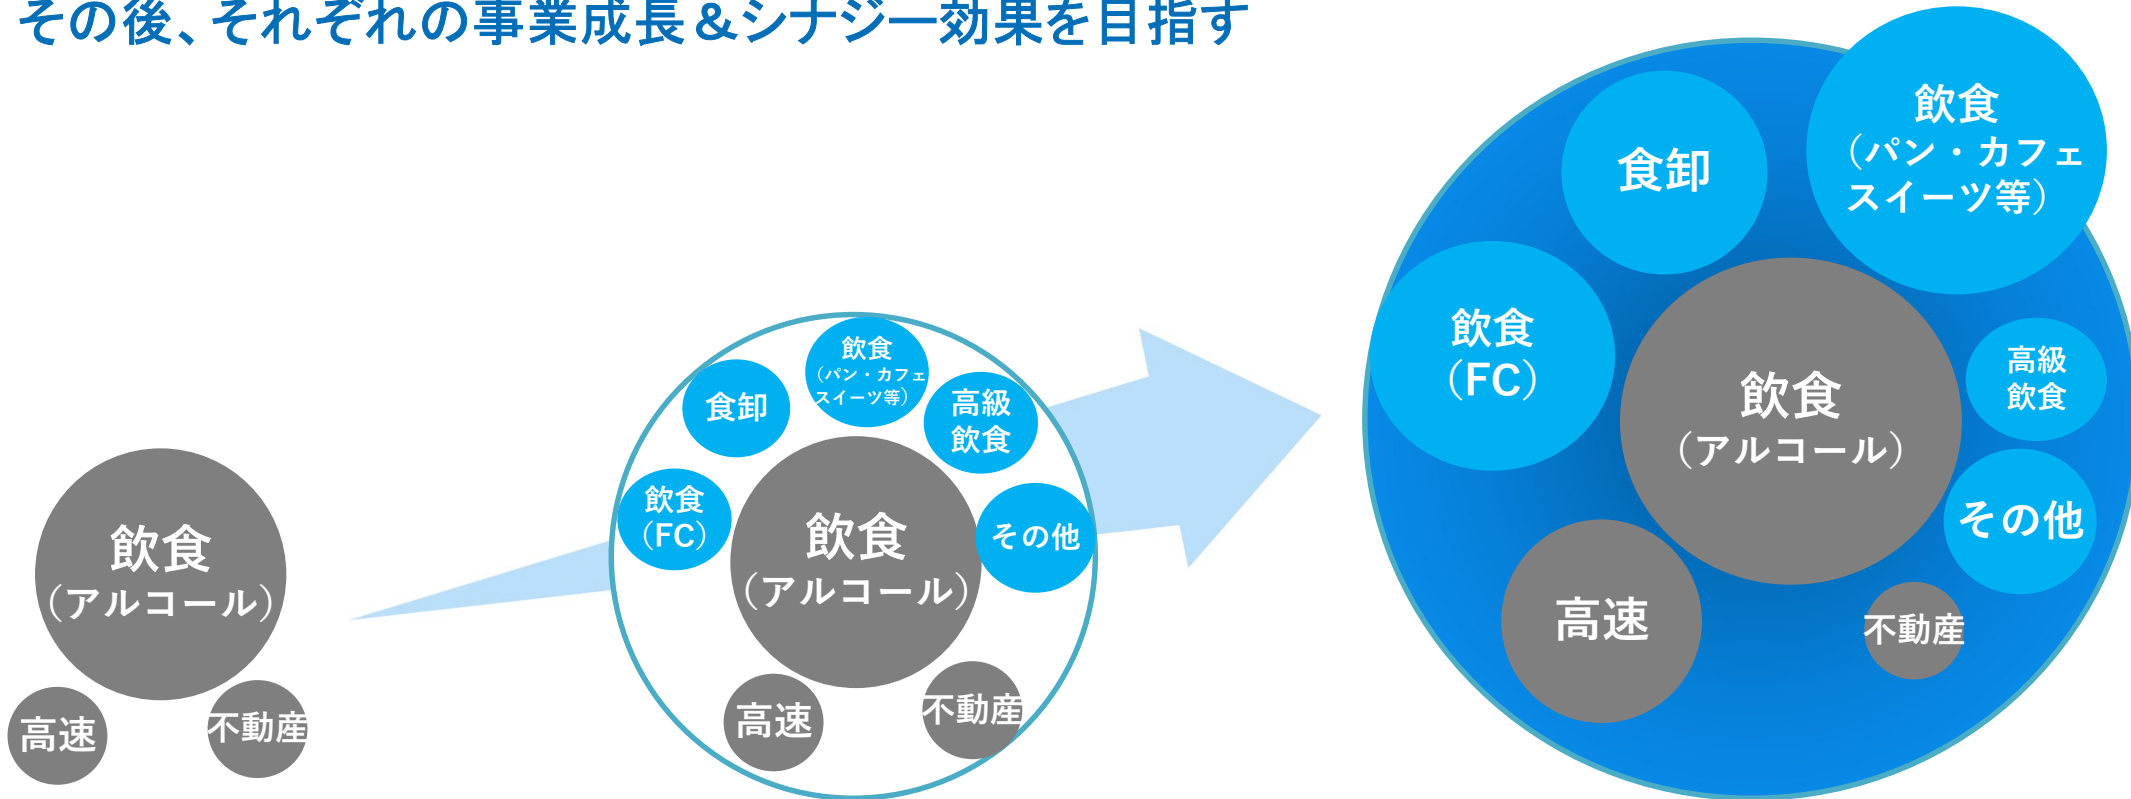 その後、それぞれの事業成長＆シナジー効果を目指す
飲食
（アルコール）
高速
不動産
飲食
（パン・カフェ
スイーツ等）
食卸
高級
飲食
飲食
（FC）
その他
飲食
（アルコール）
高速
不動産
飲食
（パン・カフェ
スイーツ等）
食卸
飲食
（FC）
高級
飲食
飲食
（アルコール）
その他
高速
不動産